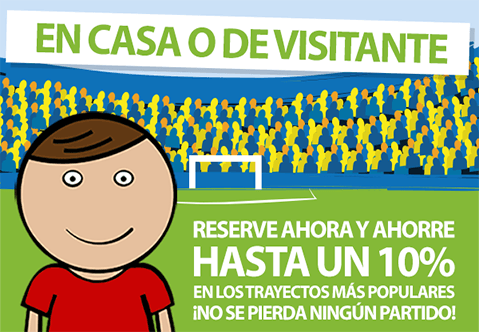 EN CASA O DE VISITANTE
RESERVE AHORA Y AHORRE
HASTA UN 10%
EN LOS TRAYECTOS MÁS POPULARES
¡NO SE PIERDA NINGÚN PARTIDO!